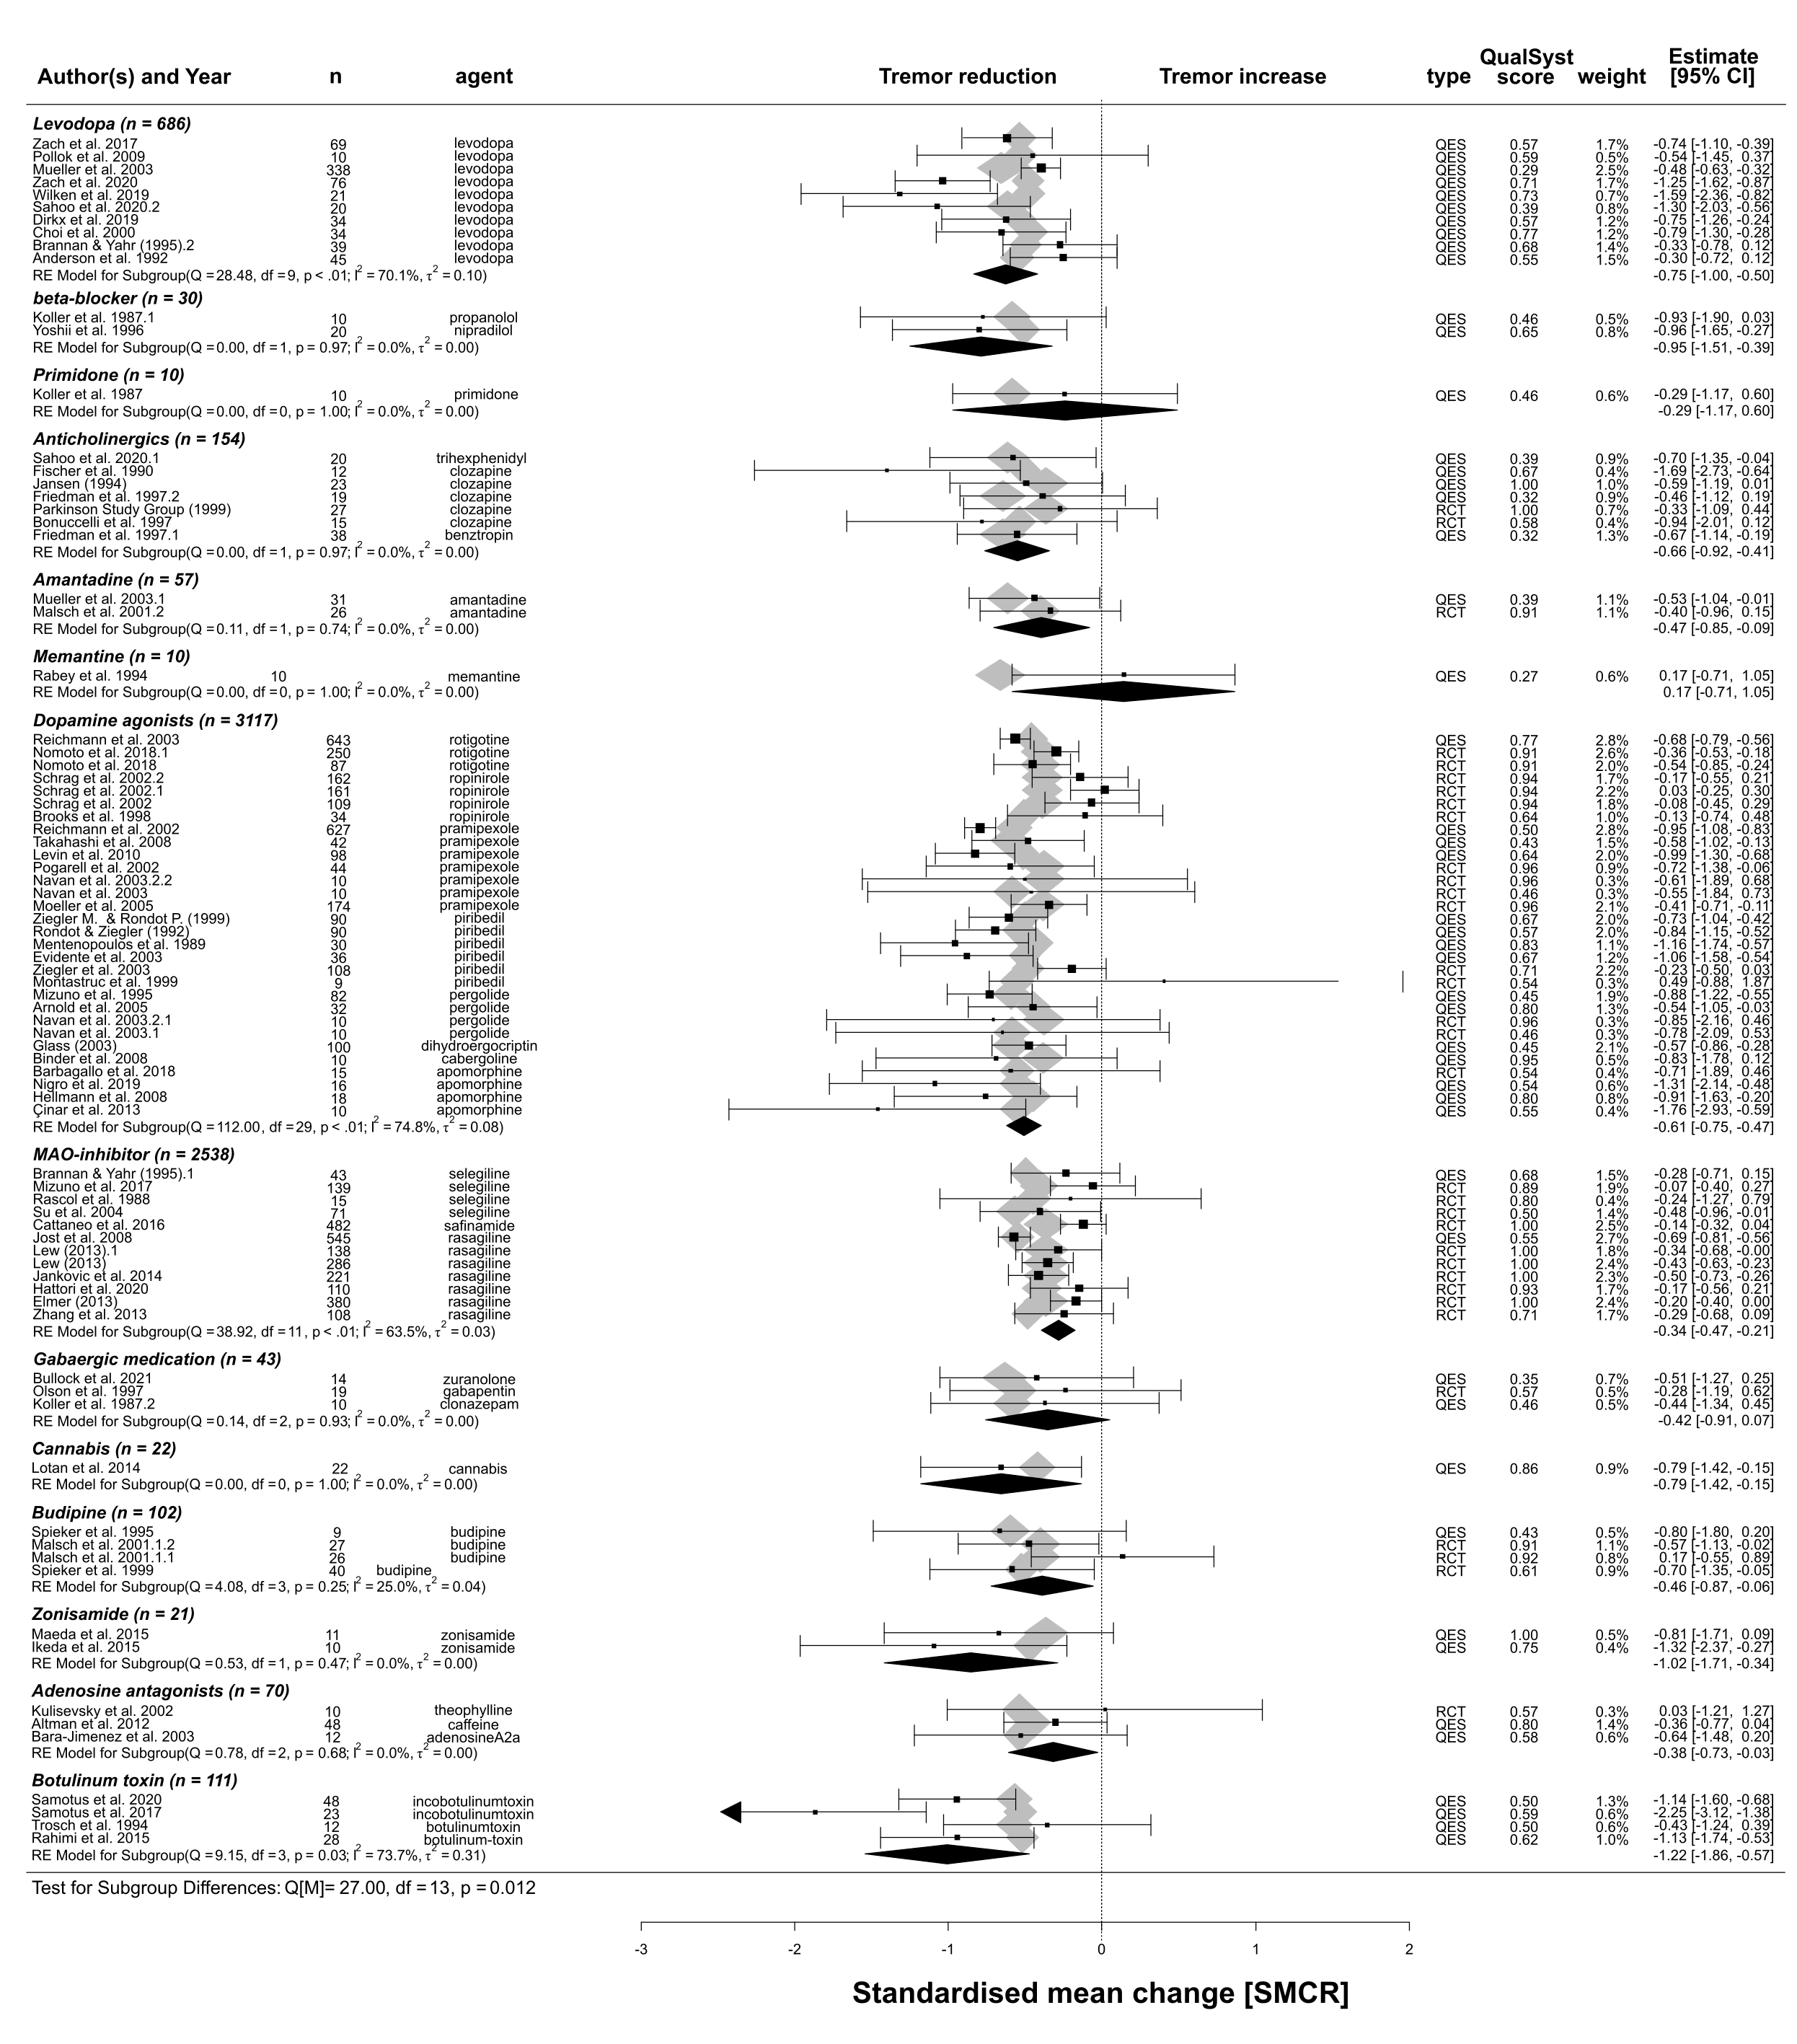 QualSyst Estimate
Author(s) and Year n agent Tremor reduction Tremor increase type score weight [95% CI]
Levodopa (n = 686)
Zach et al. 2017 69 levodopa QES 0.57 1.7% -0.74 [-1.10, -0.39]
Pollok et al. 2009 10 levodopa QES 0.59 0.5% -0.54 [-1.45, 0.37]
Mueller et al. 2003 338 levodopa QES 0.29 2.5% -0.48 [-0.63, -0.32]
Zach et al. 2020 76 levodopa QES 0.71 1.7% -1.25 [-1.62, -0.87]
Wilken et al. 2019 21 levodopa QES 0.73 0.7% -1.59 [-2.36, -0.82]
Sahoo et al. 2020.2 20 levodopa QES 0.39 0.8% -1.30 [-2.03, -0.56]
Dirkx et al. 2019 34 levodopa QES 0.57 1.2% -0.75 [-1.26, -0.24]
Choi et al. 2000 34 levodopa QES 0.77 1.2% -0.79 [-1.30, -0.28]
Brannan & Yahr (1995).2 39 levodopa QES 0.68 1.4% -0.33 [-0.78, 0.12]
Anderson et al. 1992 45 levodopa QES 0.55 1.5% -0.30 [-0.72, 0.12]
RE Model for Subgroup(Q = 28.48, df = 9, p < .01; I² = 70.1%, τ² = 0.10) -0.75 [-1.00, -0.50]
beta-blocker (n = 30)
Koller et al. 1987.1 10 propanolol QES 0.46 0.5% -0.93 [-1.90, 0.03]
Yoshii et al. 1996 20 nipradilol QES 0.65 0.8% -0.96 [-1.65, -0.27]
RE Model for Subgroup(Q = 0.00, df = 1, p = 0.97; I² = 0.0%, τ² = 0.00) -0.95 [-1.51, -0.39]
Primidone (n = 10)
Koller et al. 1987 10 primidone QES 0.46 0.6% -0.29 [-1.17, 0.60]
RE Model for Subgroup(Q = 0.00, df = 0, p = 1.00; I² = 0.0%, τ² = 0.00) -0.29 [-1.17, 0.60]
Anticholinergics (n = 154)
Sahoo et al. 2020.1 20 trihexphenidyl QES 0.39 0.9% -0.70 [-1.35, -0.04]
Fischer et al. 1990 12 clozapine QES 0.67 0.4% -1.69 [-2.73, -0.64]
Jansen (1994) 23 clozapine QES 1.00 1.0% -0.59 [-1.19, 0.01]
Friedman et al. 1997.2 19 clozapine QES 0.32 0.9% -0.46 [-1.12, 0.19]
Parkinson Study Group (1999) 27 clozapine RCT 1.00 0.7% -0.33 [-1.09, 0.44]
Bonuccelli et al. 1997 15 clozapine RCT 0.58 0.4% -0.94 [-2.01, 0.12]
Friedman et al. 1997.1 38 benztropin QES 0.32 1.3% -0.67 [-1.14, -0.19]
RE Model for Subgroup(Q = 0.00, df = 1, p = 0.97; I² = 0.0%, τ² = 0.00) -0.66 [-0.92, -0.41]
Amantadine (n = 57)
Mueller et al. 2003.1 31 amantadine QES 0.39 1.1% -0.53 [-1.04, -0.01]
Malsch et al. 2001.2 26 amantadine RCT 0.91 1.1% -0.40 [-0.96, 0.15]
RE Model for Subgroup(Q = 0.11, df = 1, p = 0.74; I² = 0.0%, τ² = 0.00) -0.47 [-0.85, -0.09]
Memantine (n = 10)
Rabey et al. 1994 10 memantine QES 0.27 0.6% 0.17 [-0.71, 1.05]
RE Model for Subgroup(Q = 0.00, df = 0, p = 1.00; I² = 0.0%, τ² = 0.00) 0.17 [-0.71, 1.05]
Dopamine agonists (n = 3117)
Reichmann et al. 2003 643 rotigotine QES 0.77 2.8% -0.68 [-0.79, -0.56]
Nomoto et al. 2018.1 250 rotigotine RCT 0.91 2.6% -0.36 [-0.53, -0.18]
Nomoto et al. 2018 87 rotigotine RCT 0.91 2.0% -0.54 [-0.85, -0.24]
Schrag et al. 2002.2 162 ropinirole RCT 0.94 1.7% -0.17 [-0.55, 0.21]
Schrag et al. 2002.1 161 ropinirole RCT 0.94 2.2% 0.03 [-0.25, 0.30]
Schrag et al. 2002 109 ropinirole RCT 0.94 1.8% -0.08 [-0.45, 0.29]
Brooks et al. 1998 34 ropinirole RCT 0.64 1.0% -0.13 [-0.74, 0.48]
Reichmann et al. 2002 627 pramipexole QES 0.50 2.8% -0.95 [-1.08, -0.83]
Takahashi et al. 2008 42 pramipexole QES 0.43 1.5% -0.58 [-1.02, -0.13]
Levin et al. 2010 98 pramipexole QES 0.64 2.0% -0.99 [-1.30, -0.68]
Pogarell et al. 2002 44 pramipexole RCT 0.96 0.9% -0.72 [-1.38, -0.06]
Navan et al. 2003.2.2 10 pramipexole RCT 0.96 0.3% -0.61 [-1.89, 0.68]
Navan et al. 2003 10 pramipexole RCT 0.46 0.3% -0.55 [-1.84, 0.73]
Moeller et al. 2005 174 pramipexole RCT 0.96 2.1% -0.41 [-0.71, -0.11]
Ziegler M. & Rondot P. (1999) 90 piribedil QES 0.67 2.0% -0.73 [-1.04, -0.42]
Rondot & Ziegler (1992) 90 piribedil QES 0.57 2.0% -0.84 [-1.15, -0.52]
Mentenopoulos et al. 1989 30 piribedil QES 0.83 1.1% -1.16 [-1.74, -0.57]
Evidente et al. 2003 36 piribedil QES 0.67 1.2% -1.06 [-1.58, -0.54]
Ziegler et al. 2003 108 piribedil RCT 0.71 2.2% -0.23 [-0.50, 0.03]
Montastruc et al. 1999 9 piribedil RCT 0.54 0.3% 0.49 [-0.88, 1.87]
Mizuno et al. 1995 82 pergolide QES 0.45 1.9% -0.88 [-1.22, -0.55]
Arnold et al. 2005 32 pergolide QES 0.80 1.3% -0.54 [-1.05, -0.03]
Navan et al. 2003.2.1 10 pergolide RCT 0.96 0.3% -0.85 [-2.16, 0.46]
Navan et al. 2003.1 10 pergolide RCT 0.46 0.3% -0.78 [-2.09, 0.53]
Glass (2003) 100 dihydroergocriptin QES 0.45 2.1% -0.57 [-0.86, -0.28]
Binder et al. 2008 10 cabergoline QES 0.95 0.5% -0.83 [-1.78, 0.12]
Barbagallo et al. 2018 15 apomorphine RCT 0.54 0.4% -0.71 [-1.89, 0.46]
Nigro et al. 2019 16 apomorphine QES 0.54 0.6% -1.31 [-2.14, -0.48]
Hellmann et al. 2008 18 apomorphine QES 0.80 0.8% -0.91 [-1.63, -0.20]
Çinar et al. 2013 10 apomorphine QES 0.55 0.4% -1.76 [-2.93, -0.59]
RE Model for Subgroup(Q = 112.00, df = 29, p < .01; I² = 74.8%, τ² = 0.08) -0.61 [-0.75, -0.47]
MAO-inhibitor (n = 2538)
Brannan & Yahr (1995).1 43 selegiline QES 0.68 1.5% -0.28 [-0.71, 0.15]
Mizuno et al. 2017 139 selegiline RCT 0.89 1.9% -0.07 [-0.40, 0.27]
Rascol et al. 1988 15 selegiline RCT 0.80 0.4% -0.24 [-1.27, 0.79]
Su et al. 2004 71 selegiline RCT 0.50 1.4% -0.48 [-0.96, -0.01]
Cattaneo et al. 2016 482 safinamide RCT 1.00 2.5% -0.14 [-0.32, 0.04]
Jost et al. 2008 545 rasagiline QES 0.55 2.7% -0.69 [-0.81, -0.56]
Lew (2013).1 138 rasagiline RCT 1.00 1.8% -0.34 [-0.68, -0.00]
Lew (2013) 286 rasagiline RCT 1.00 2.4% -0.43 [-0.63, -0.23]
Jankovic et al. 2014 221 rasagiline RCT 1.00 2.3% -0.50 [-0.73, -0.26]
Hattori et al. 2020 110 rasagiline RCT 0.93 1.7% -0.17 [-0.56, 0.21]
Elmer (2013) 380 rasagiline RCT 1.00 2.4% -0.20 [-0.40, 0.00]
Zhang et al. 2013 108 rasagiline RCT 0.71 1.7% -0.29 [-0.68, 0.09]
RE Model for Subgroup(Q = 38.92, df = 11, p < .01; I² = 63.5%, τ² = 0.03) -0.34 [-0.47, -0.21]
Gabaergic medication (n = 43)
Bullock et al. 2021 14 zuranolone QES 0.35 0.7% -0.51 [-1.27, 0.25]
Olson et al. 1997 19 gabapentin RCT 0.57 0.5% -0.28 [-1.19, 0.62]
Koller et al. 1987.2 10 clonazepam QES 0.46 0.5% -0.44 [-1.34, 0.45]
RE Model for Subgroup(Q = 0.14, df = 2, p = 0.93; I² = 0.0%, τ² = 0.00) -0.42 [-0.91, 0.07]
Cannabis (n = 22)
Lotan et al. 2014 22 cannabis QES 0.86 0.9% -0.79 [-1.42, -0.15]
RE Model for Subgroup(Q = 0.00, df = 0, p = 1.00; I² = 0.0%, τ² = 0.00) -0.79 [-1.42, -0.15]
Budipine (n = 102)
Spieker et al. 1995 9 budipine QES 0.43 0.5% -0.80 [-1.80, 0.20]
Malsch et al. 2001.1.2 27 budipine RCT 0.91 1.1% -0.57 [-1.13, -0.02]
Malsch et al. 2001.1.1 26 budipine RCT 0.92 0.8% 0.17 [-0.55, 0.89]
Spieker et al. 1999 40 budipine RCT 0.61 0.9% -0.70 [-1.35, -0.05]
RE Model for Subgroup(Q = 4.08, df = 3, p = 0.25; I² = 25.0%, τ² = 0.04) -0.46 [-0.87, -0.06]
Zonisamide (n = 21)
Maeda et al. 2015 11 zonisamide QES 1.00 0.5% -0.81 [-1.71, 0.09]
Ikeda et al. 2015 10 zonisamide QES 0.75 0.4% -1.32 [-2.37, -0.27]
RE Model for Subgroup(Q = 0.53, df = 1, p = 0.47; I² = 0.0%, τ² = 0.00) -1.02 [-1.71, -0.34]
Adenosine antagonists (n = 70)
Kulisevsky et al. 2002 10 theophylline RCT 0.57 0.3% 0.03 [-1.21, 1.27]
Altman et al. 2012 48 caffeine QES 0.80 1.4% -0.36 [-0.77, 0.04]
Bara-Jimenez et al. 2003 12 adenosineA2a QES 0.58 0.6% -0.64 [-1.48, 0.20]
RE Model for Subgroup(Q = 0.78, df = 2, p = 0.68; I² = 0.0%, τ² = 0.00) -0.38 [-0.73, -0.03]
Botulinum toxin (n = 111)
Samotus et al. 2020 48 incobotulinumtoxin QES 0.50 1.3% -1.14 [-1.60, -0.68]
Samotus et al. 2017 23 incobotulinumtoxin QES 0.59 0.6% -2.25 [-3.12, -1.38]
Trosch et al. 1994 12 botulinumtoxin QES 0.50 0.6% -0.43 [-1.24, 0.39]
Rahimi et al. 2015 28 botulinum-toxin QES 0.62 1.0% -1.13 [-1.74, -0.53]
RE Model for Subgroup(Q = 9.15, df = 3, p = 0.03; I² = 73.7%, τ² = 0.31) -1.22 [-1.86, -0.57]
Test for Subgroup Differences: Q[M]= 27.00, df = 13, p = 0.012
-3 -2 -1 0 1 2
Standardised mean change [SMCR]